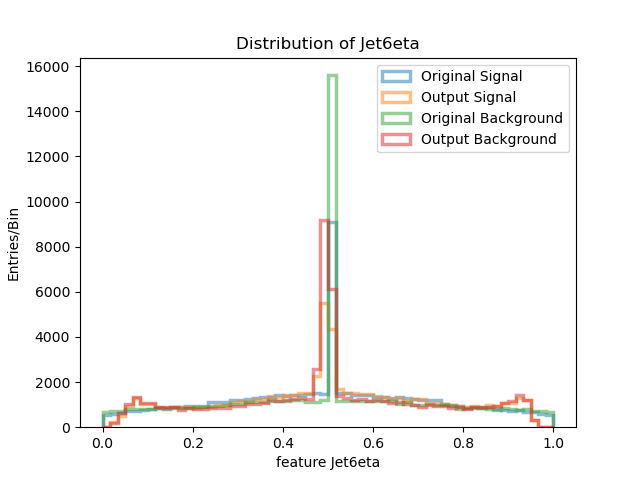 Distribution of Jet6eta
16000
14000
12000
10000
8000
6000
4000
2000
0
Entries/Bin
Original Signal
Output Signal
Original Background
Output Background
0.0 0.2 0.4 0.6 0.8 1.0
feature Jet6eta